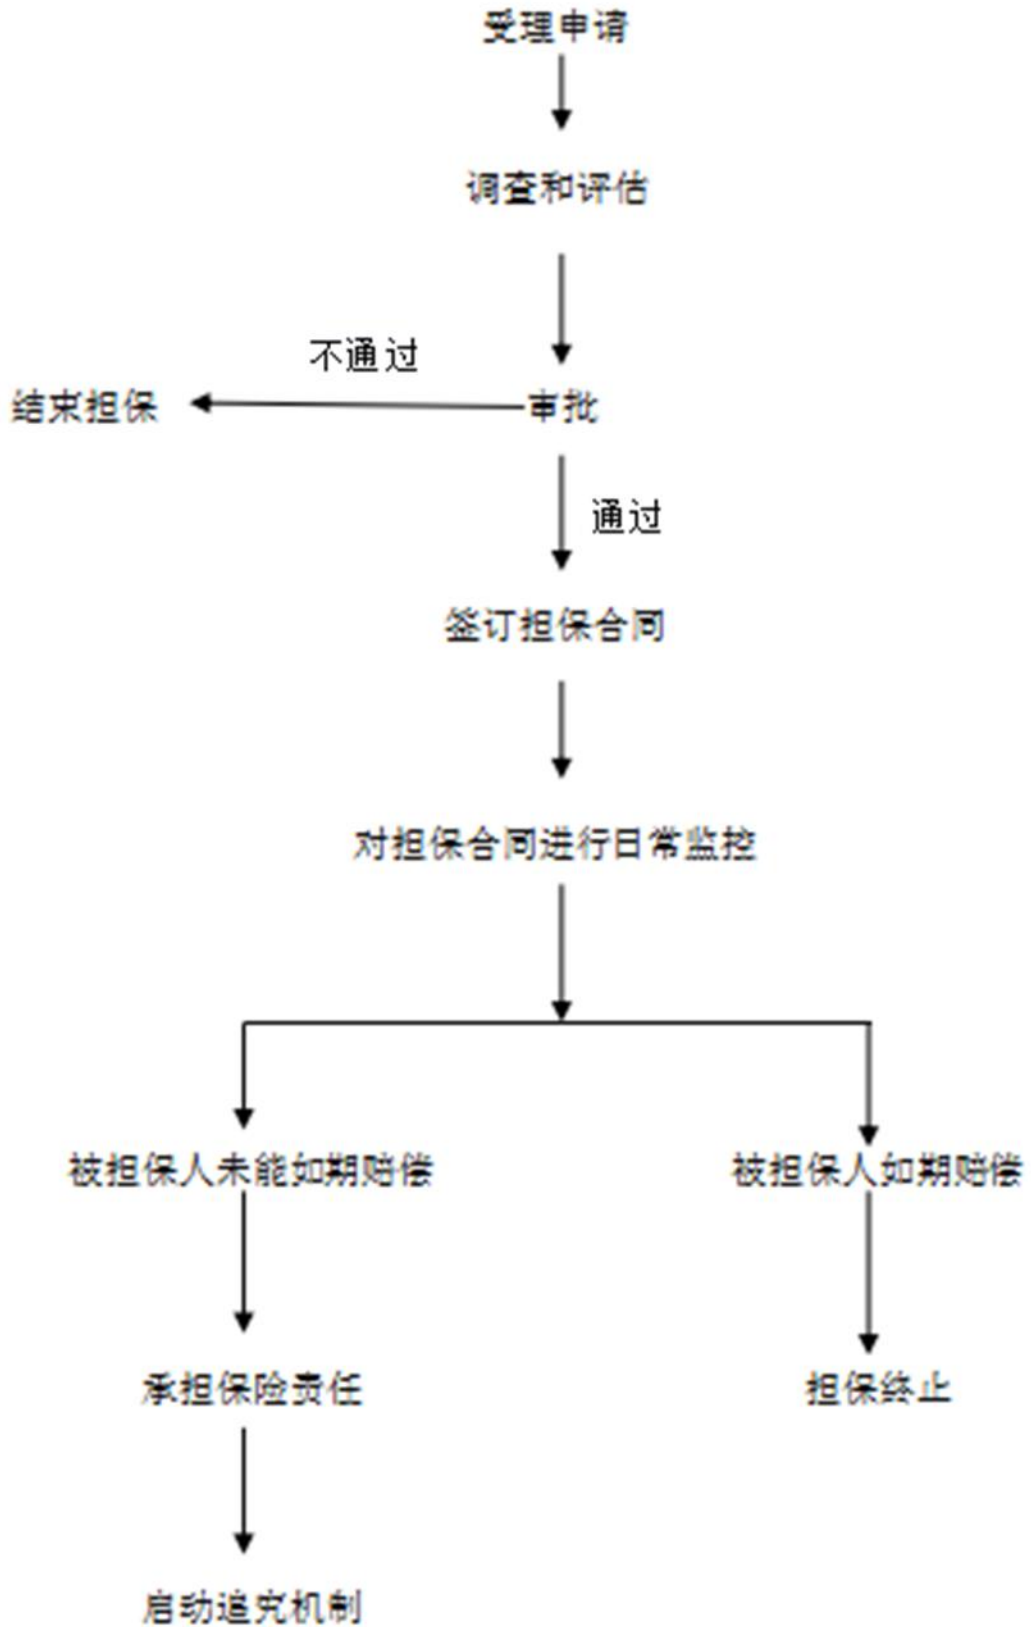 受理申请
调查和评估
不通过
结束担保
审批
通过
签订担保合同
对担保合同进行日常监控
被担保人未能如期赔偿
被担保人如期赔偿
承担保险责任
担保终止
启动追究机制